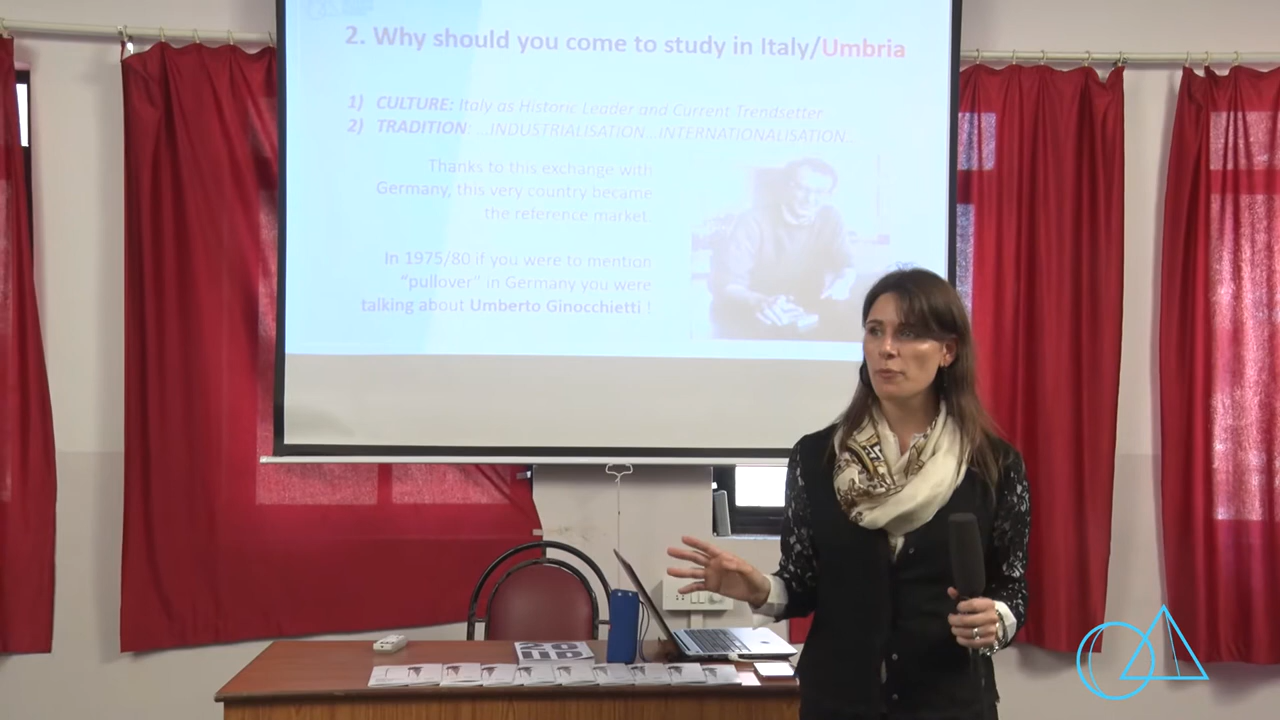 2. Why should you come to study in Italy/Umbria
1) CULTURE: Italy as Historic Leader and Current Trendsetter
2) TRADITION: ...INDUSTRIALISATION...INTERNATIONALISATION...
Thanks to this exchange with
Germany, this very country became
the reference market.
In 1975/80 if you were to mention
"pullover" in Germany you were
talking about Umberto Ginocchietti !